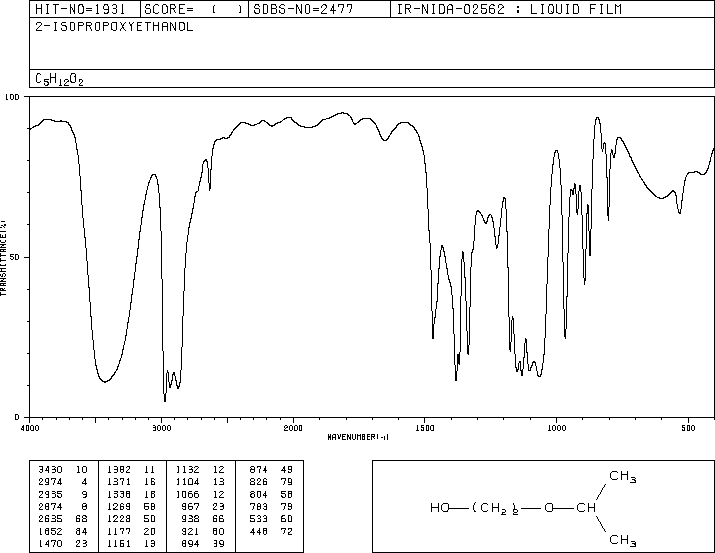 HIT-NO=1931 SCORE= ( ) SDBS-NO=2477 IR-NIDA-02562 : LIQUID FILM
2-ISOPROPOXYETHANOL
C5H12O2
100
TRANSMITTANCE(%)
50
0
4000 3000 2000 1500 1000 500
WAVENUMBER(-1)
3430 10 1382 11 1132 12 874 49
2974 4 1371 16 1104 13 826 79
2935 9 1338 18 1066 12 804 58
2874 8 1269 58 967 23 783 79
2635 68 1228 50 938 66 533 60
1652 84 1177 20 921 60 448 72
1470 23 1151 13 894 39
CH3
HO (CH2)2 O CH
CH3